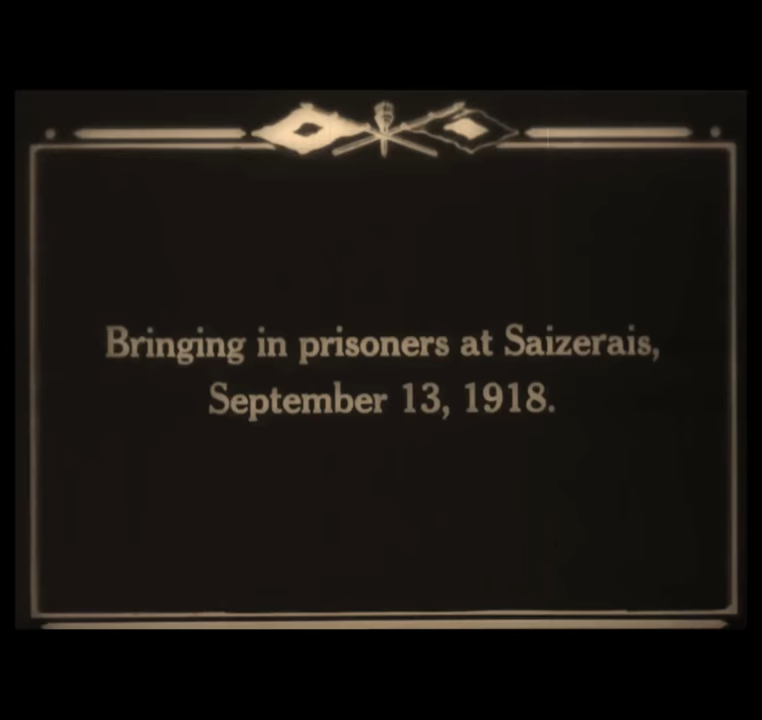 Bringing in prisoners at Saizerais,
September 13, 1918.